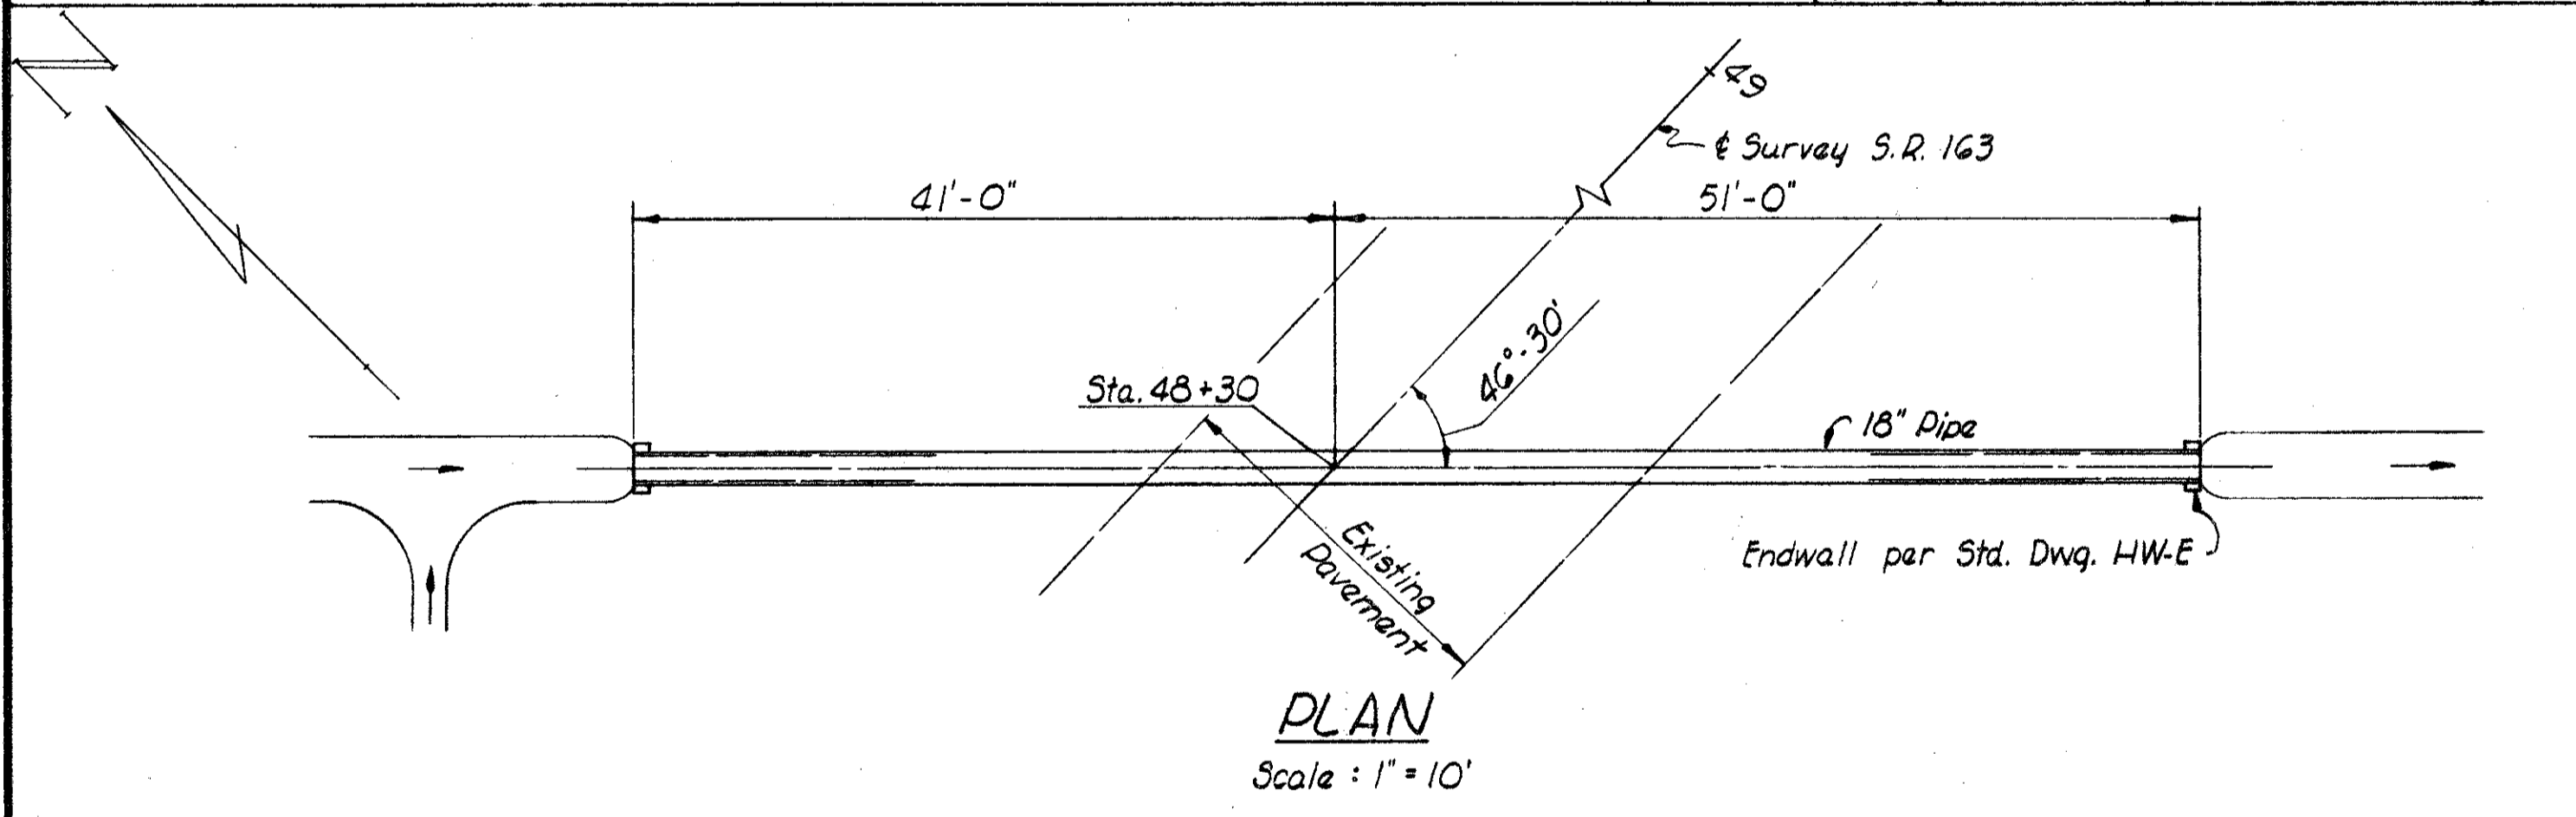 N
49
℄ Survey S.R. 163
41'-0"
51'-0"
46°-30'
Sta. 48+30
18" Pipe
Existing
Pavement
Endwall per Std. Dwg. HW-E
PLAN
Scale : 1" = 10'